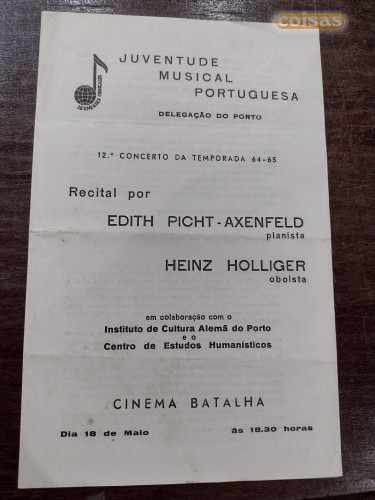 coisas
JUVENTUDE
MUSICAL
PORTUGUESA
DELEGAÇÃO DO PORTO
12.º CONCERTO DA TEMPORADA 64-65
Recital por
EDITH PICHT-AXENFELD
pianista
HEINZ HOLLIGER
oboista
em colaboração com o
Instituto de Cultura Alemã do Porto
e o
Centro de Estudos Humanísticos
CINEMA BATALHA
Dia 18 de Maio às 18.30 horas